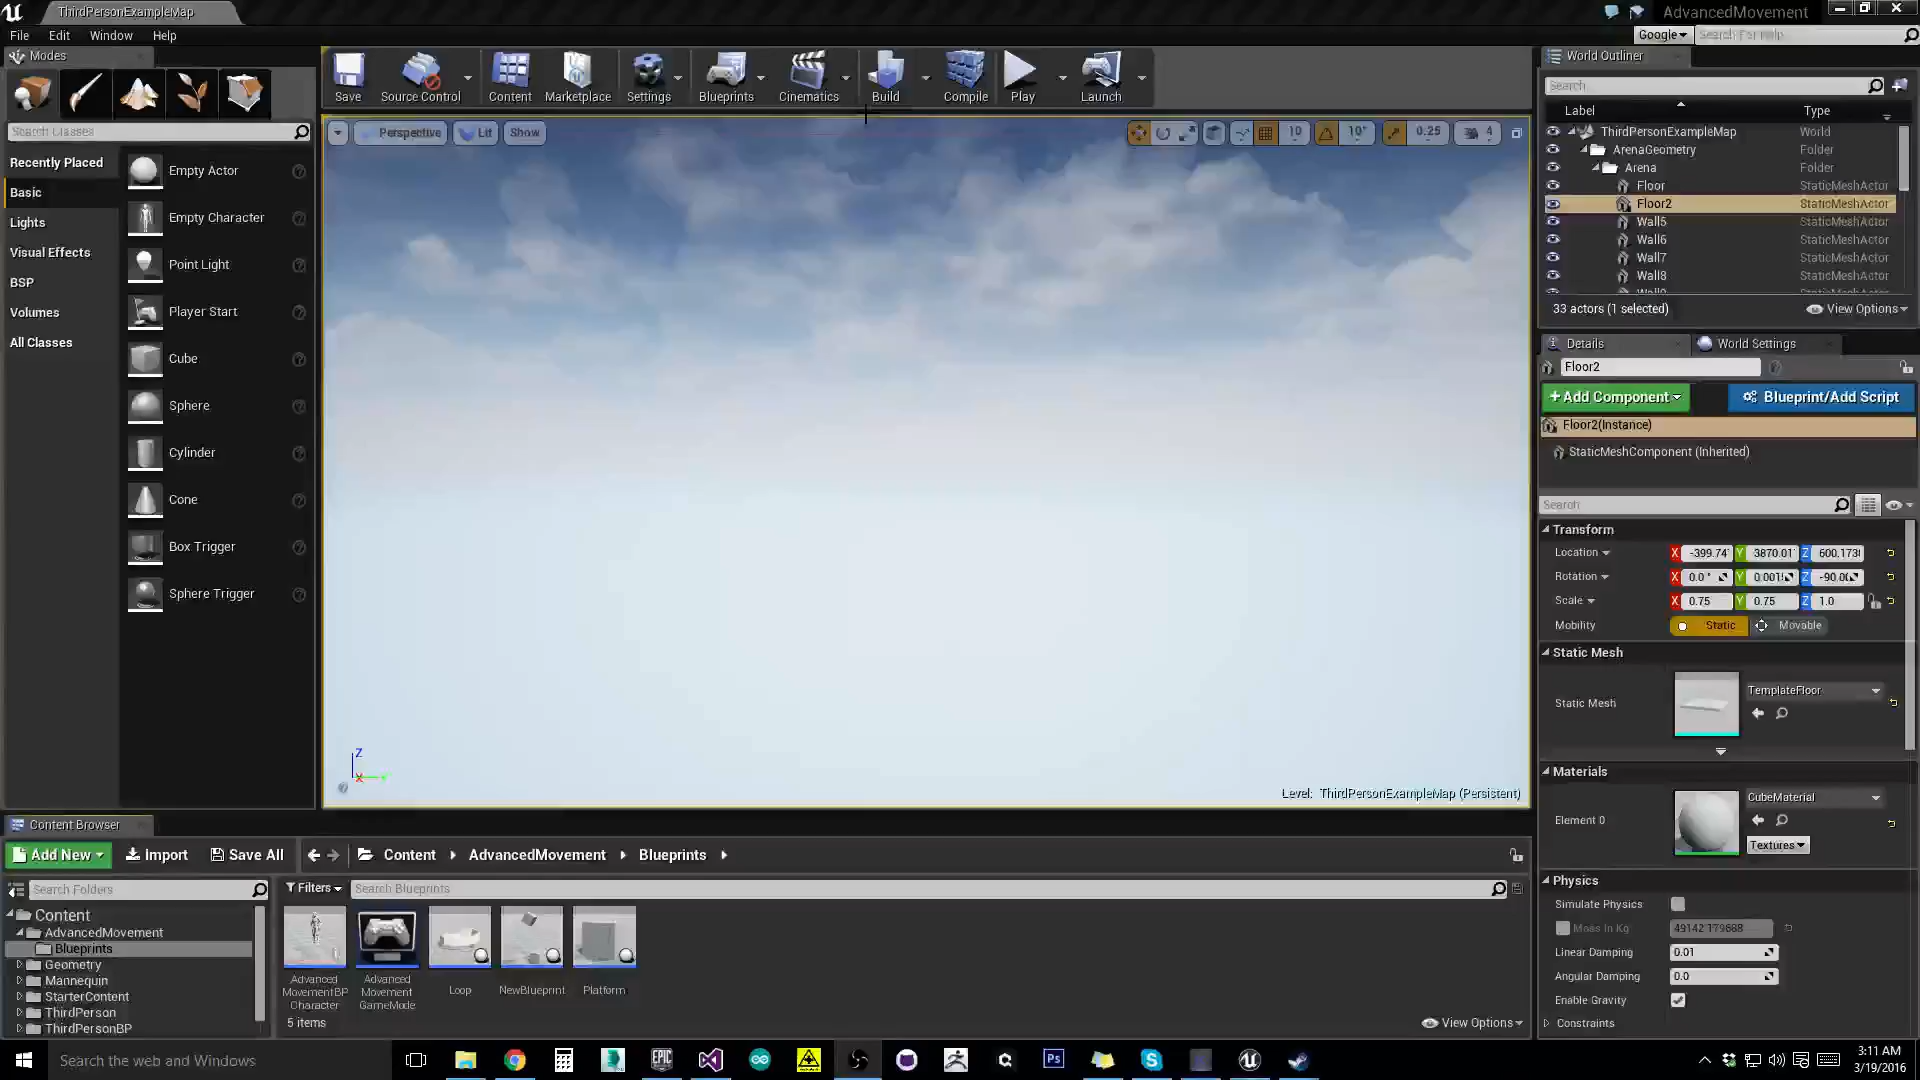 ThirdPersonExampleMap
AdvancedMovement
File Edit Window Help
Google
Search For Help
Modes
Save
Source Control
Content
Marketplace
Settings
Blueprints
Cinematics
Build
Compile
Play
Launch
World Outliner
Search
Label Type
ThirdPersonExampleMap World
ArenaGeometry Folder
Arena Folder
Floor StaticMeshActor
Floor2 StaticMeshActor
Wall5 StaticMeshActor
Wall6 StaticMeshActor
Wall7 StaticMeshActor
Wall8 StaticMeshActor
33 actors (1 selected)
View Options
Search Classes
Recently Placed
Basic
Lights
Visual Effects
BSP
Volumes
All Classes
Empty Actor
Empty Character
Point Light
Player Start
Cube
Sphere
Cylinder
Cone
Box Trigger
Sphere Trigger
Perspective
Lit
Show
10
10°
0.25
4
Z
X
Level: ThirdPersonExampleMap (Persistent)
Details
World Settings
Floor2
+Add Component
Blueprint/Add Script
Floor2(Instance)
StaticMeshComponent (Inherited)
Search
Transform
Location X -399.74 Y 3870.01 Z 600.173
Rotation X 0.0 ° Y Z
Scale X 0.75 Y 0.75 Z 1.0
Mobility Static Movable
Static Mesh
Static Mesh TemplateFloor
Materials
Element 0 CubeMaterial
Textures
Physics
Simulate Physics
Mass In Kg
Linear Damping 0.01
Angular Damping 0.0
Enable Gravity
Constraints
Content Browser
Add New
Import
Save All
Content
AdvancedMovement
Blueprints
Search Folders
Filters
Search Blueprints
Content
AdvancedMovement
Blueprints
Geometry
Mannequin
StarterContent
ThirdPerson
ThirdPersonBP
Advanced
MovementBP
Character
Advanced
Movement
GameMode
Loop
NewBlueprint
Platform
5 items
View Options
Search the web and Windows
EPIC
GAMES
Ps
3:11 AM
3/19/2016